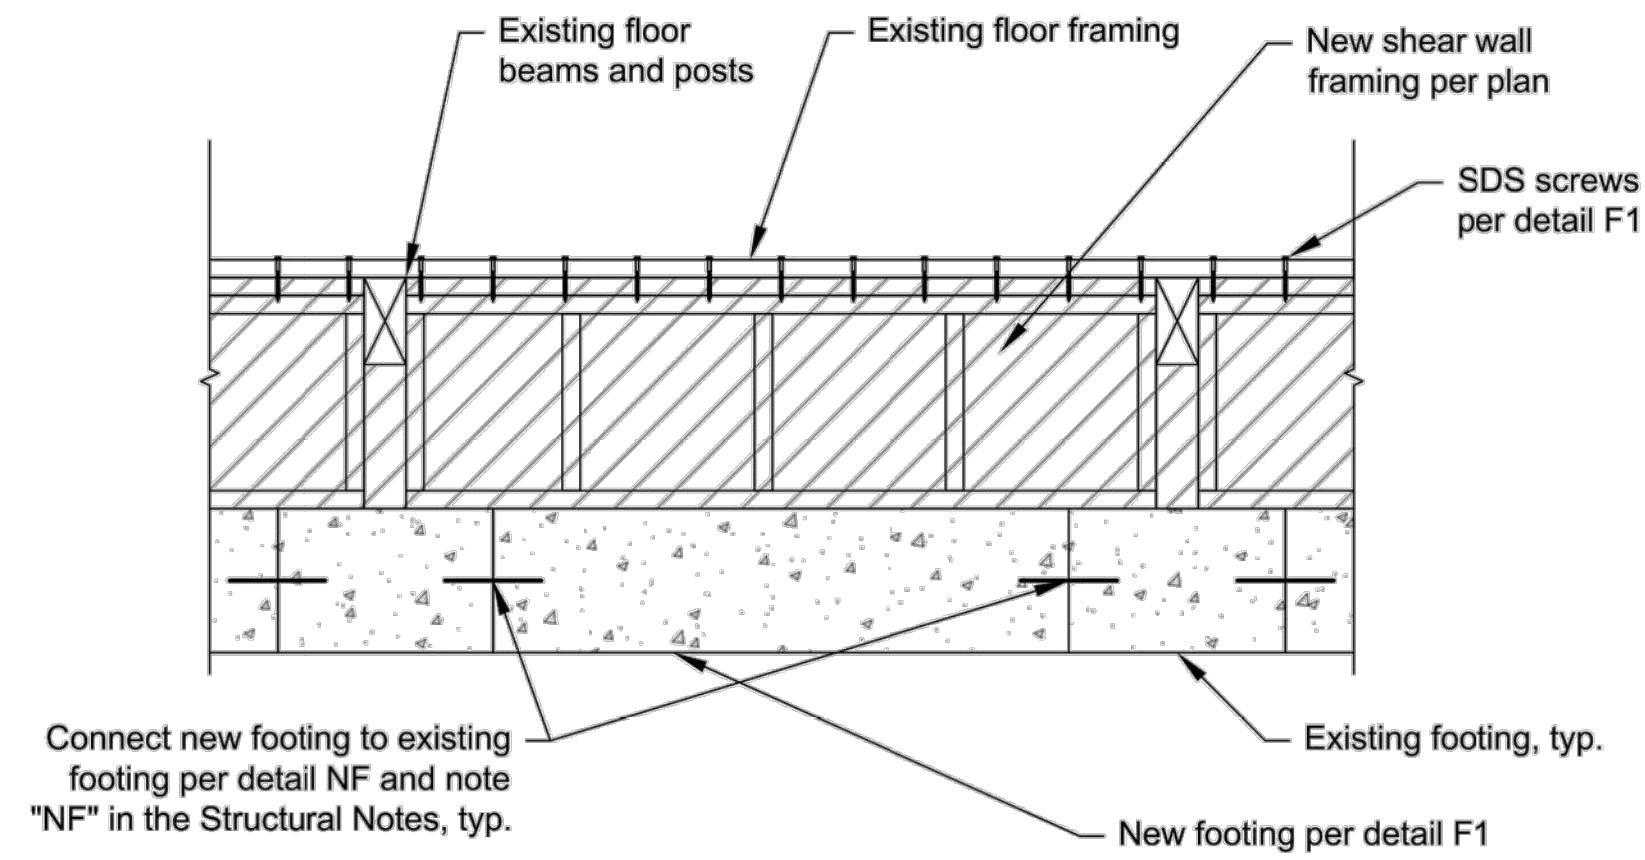 Existing floor
beams and posts
Existing floor framing
New shear wall
framing per plan
SDS screws
per detail F1
Connect new footing to existing
footing per detail NF and note
"NF" in the Structural Notes, typ.
Existing footing, typ.
New footing per detail F1